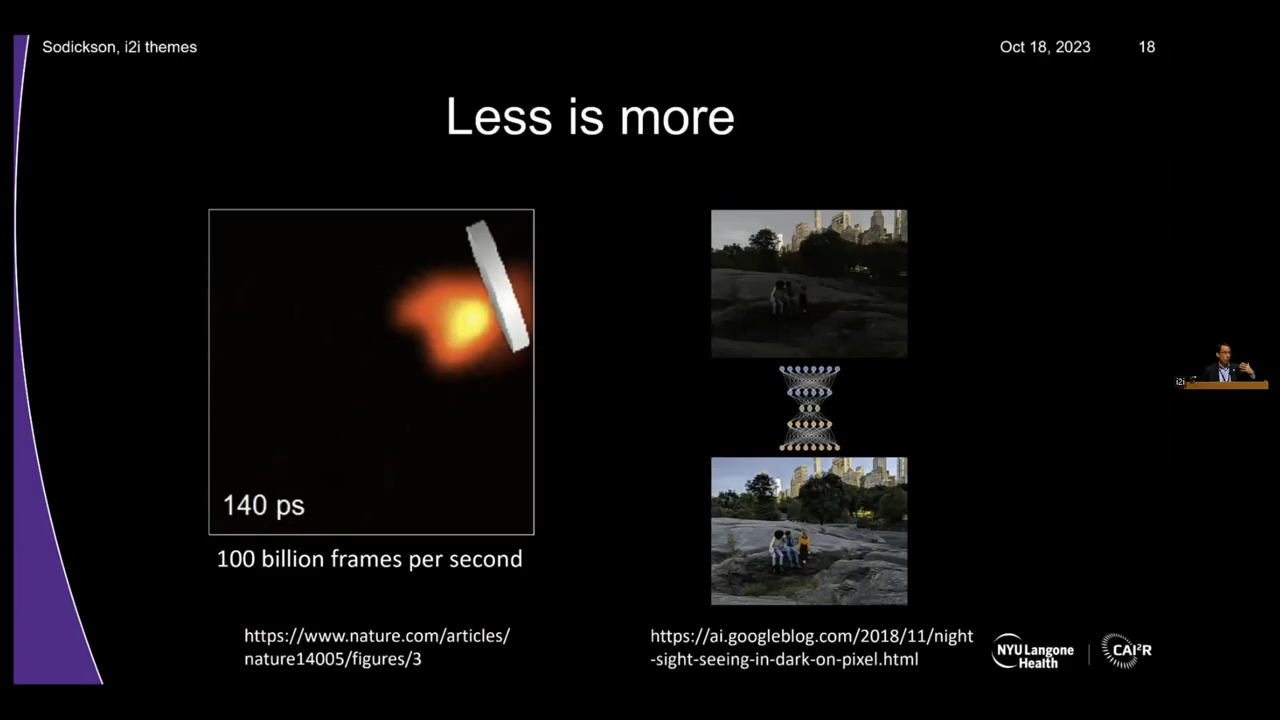 Sodickson, i2i themes
Oct 18, 2023
18
Less is more
140 ps
100 billion frames per second
https://www.nature.com/articles/
nature14005/figures/3
https://ai.googleblog.com/2018/11/night
-sight-seeing-in-dark-on-pixel.html
NYU Langone
Health
CAI²R
i2i